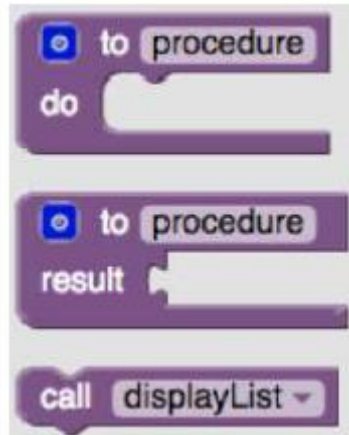 to procedure
do
to procedure
result
call displayList